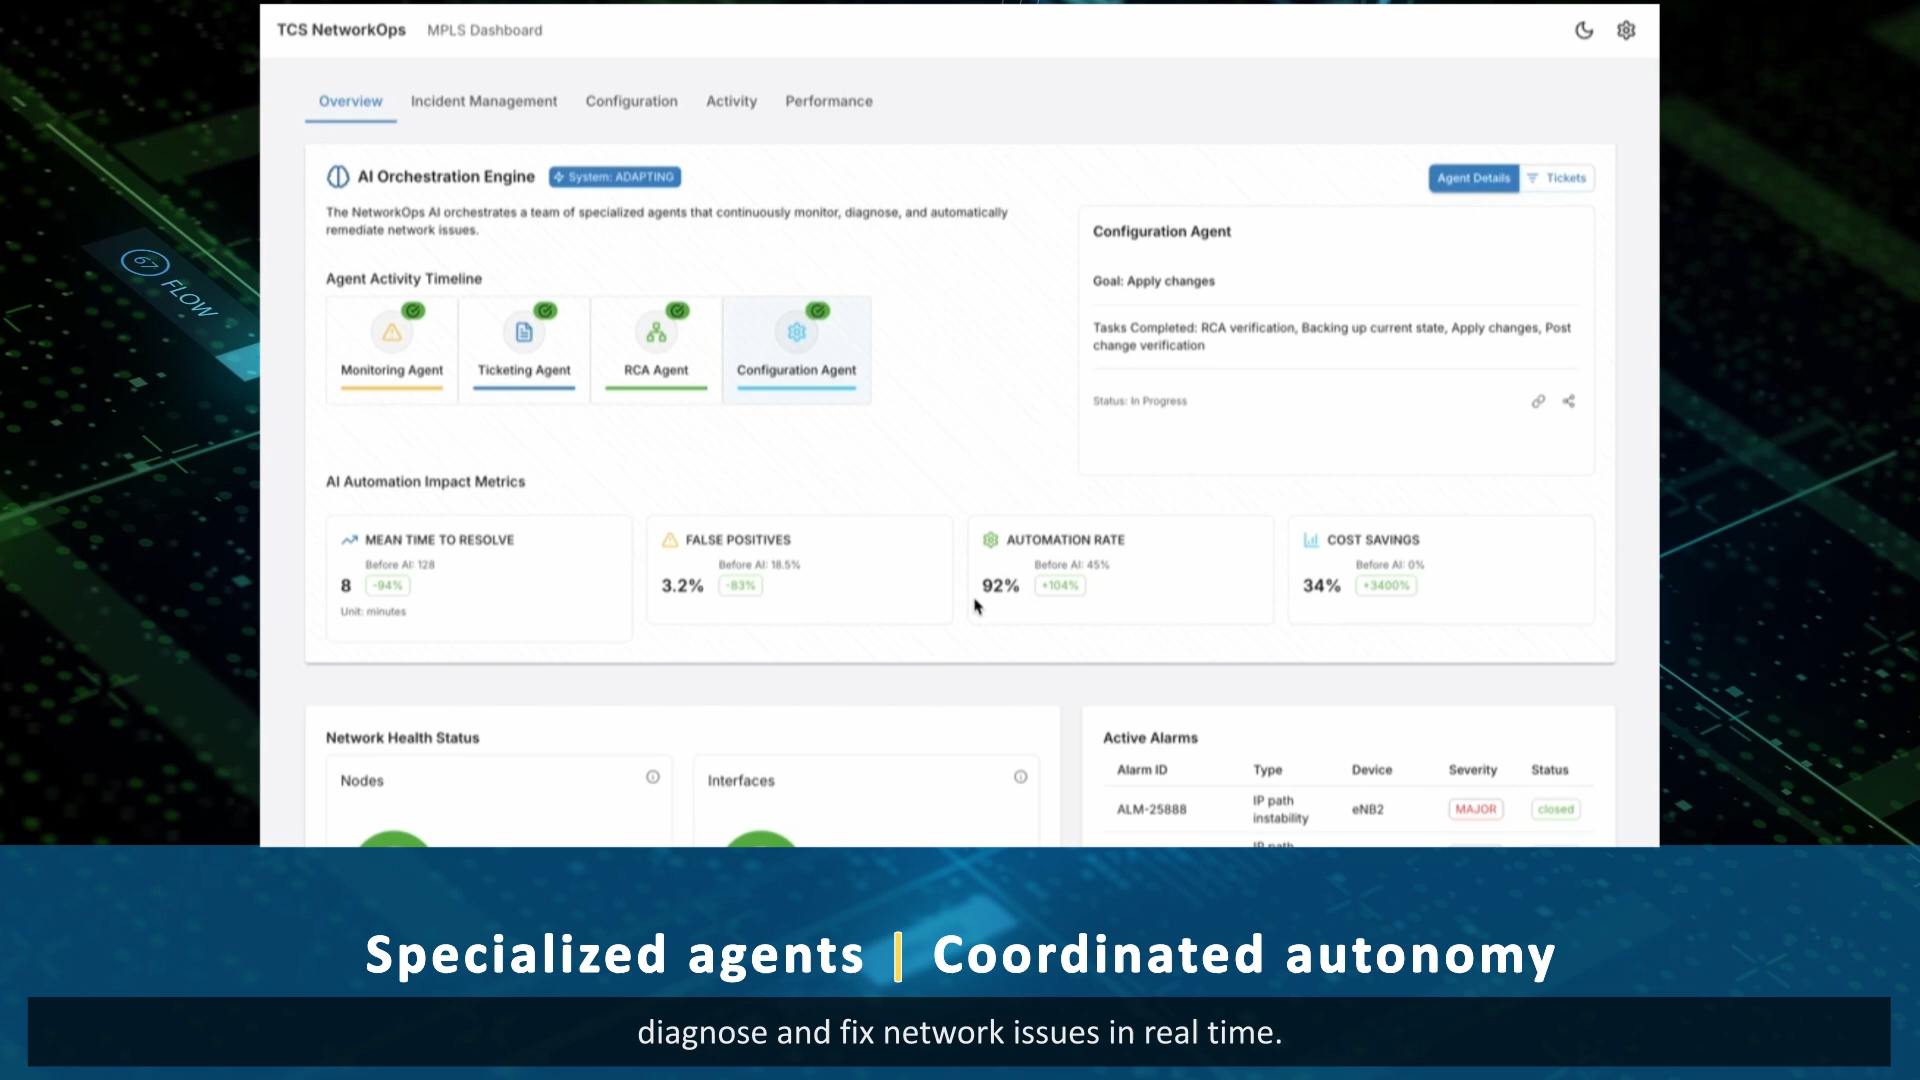 TCS NetworkOps MPLS Dashboard
Overview Incident Management Configuration Activity Performance
AI Orchestration Engine System: ADAPTING
Agent Details Tickets
The NetworkOps AI orchestrates a team of specialized agents that continuously monitor, diagnose, and automatically
remediate network issues.
Configuration Agent
Goal: Apply changes
Tasks Completed: RCA verification, Backing up current state, Apply changes, Post
change verification
Status: In Progress
Agent Activity Timeline
Monitoring Agent Ticketing Agent RCA Agent Configuration Agent
AI Automation Impact Metrics
MEAN TIME TO RESOLVE
Before AI: 128
8 -94%
Unit: minutes
FALSE POSITIVES
Before AI: 18.5%
3.2% -83%
AUTOMATION RATE
Before AI: 45%
92% +104%
COST SAVINGS
Before AI: 0%
34% +3400%
Network Health Status
Nodes
Interfaces
Active Alarms
Alarm ID Type Device Severity Status
ALM-25888 IP path instability eNB2 MAJOR closed
IP path
67 FLOW
Specialized agents | Coordinated autonomy
diagnose and fix network issues in real time.